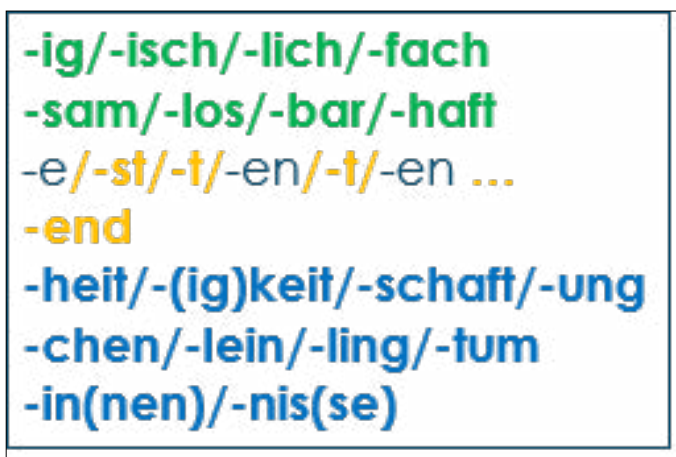 -ig/-isch/-lich/-fach
-sam/-los/-bar/-haft
-e/-st/-t/-en/-t/-en ...
-end
-heit/-(ig)keit/-schaft/-ung
-chen/-lein/-ling/-tum
-in(nen)/-nis(se)